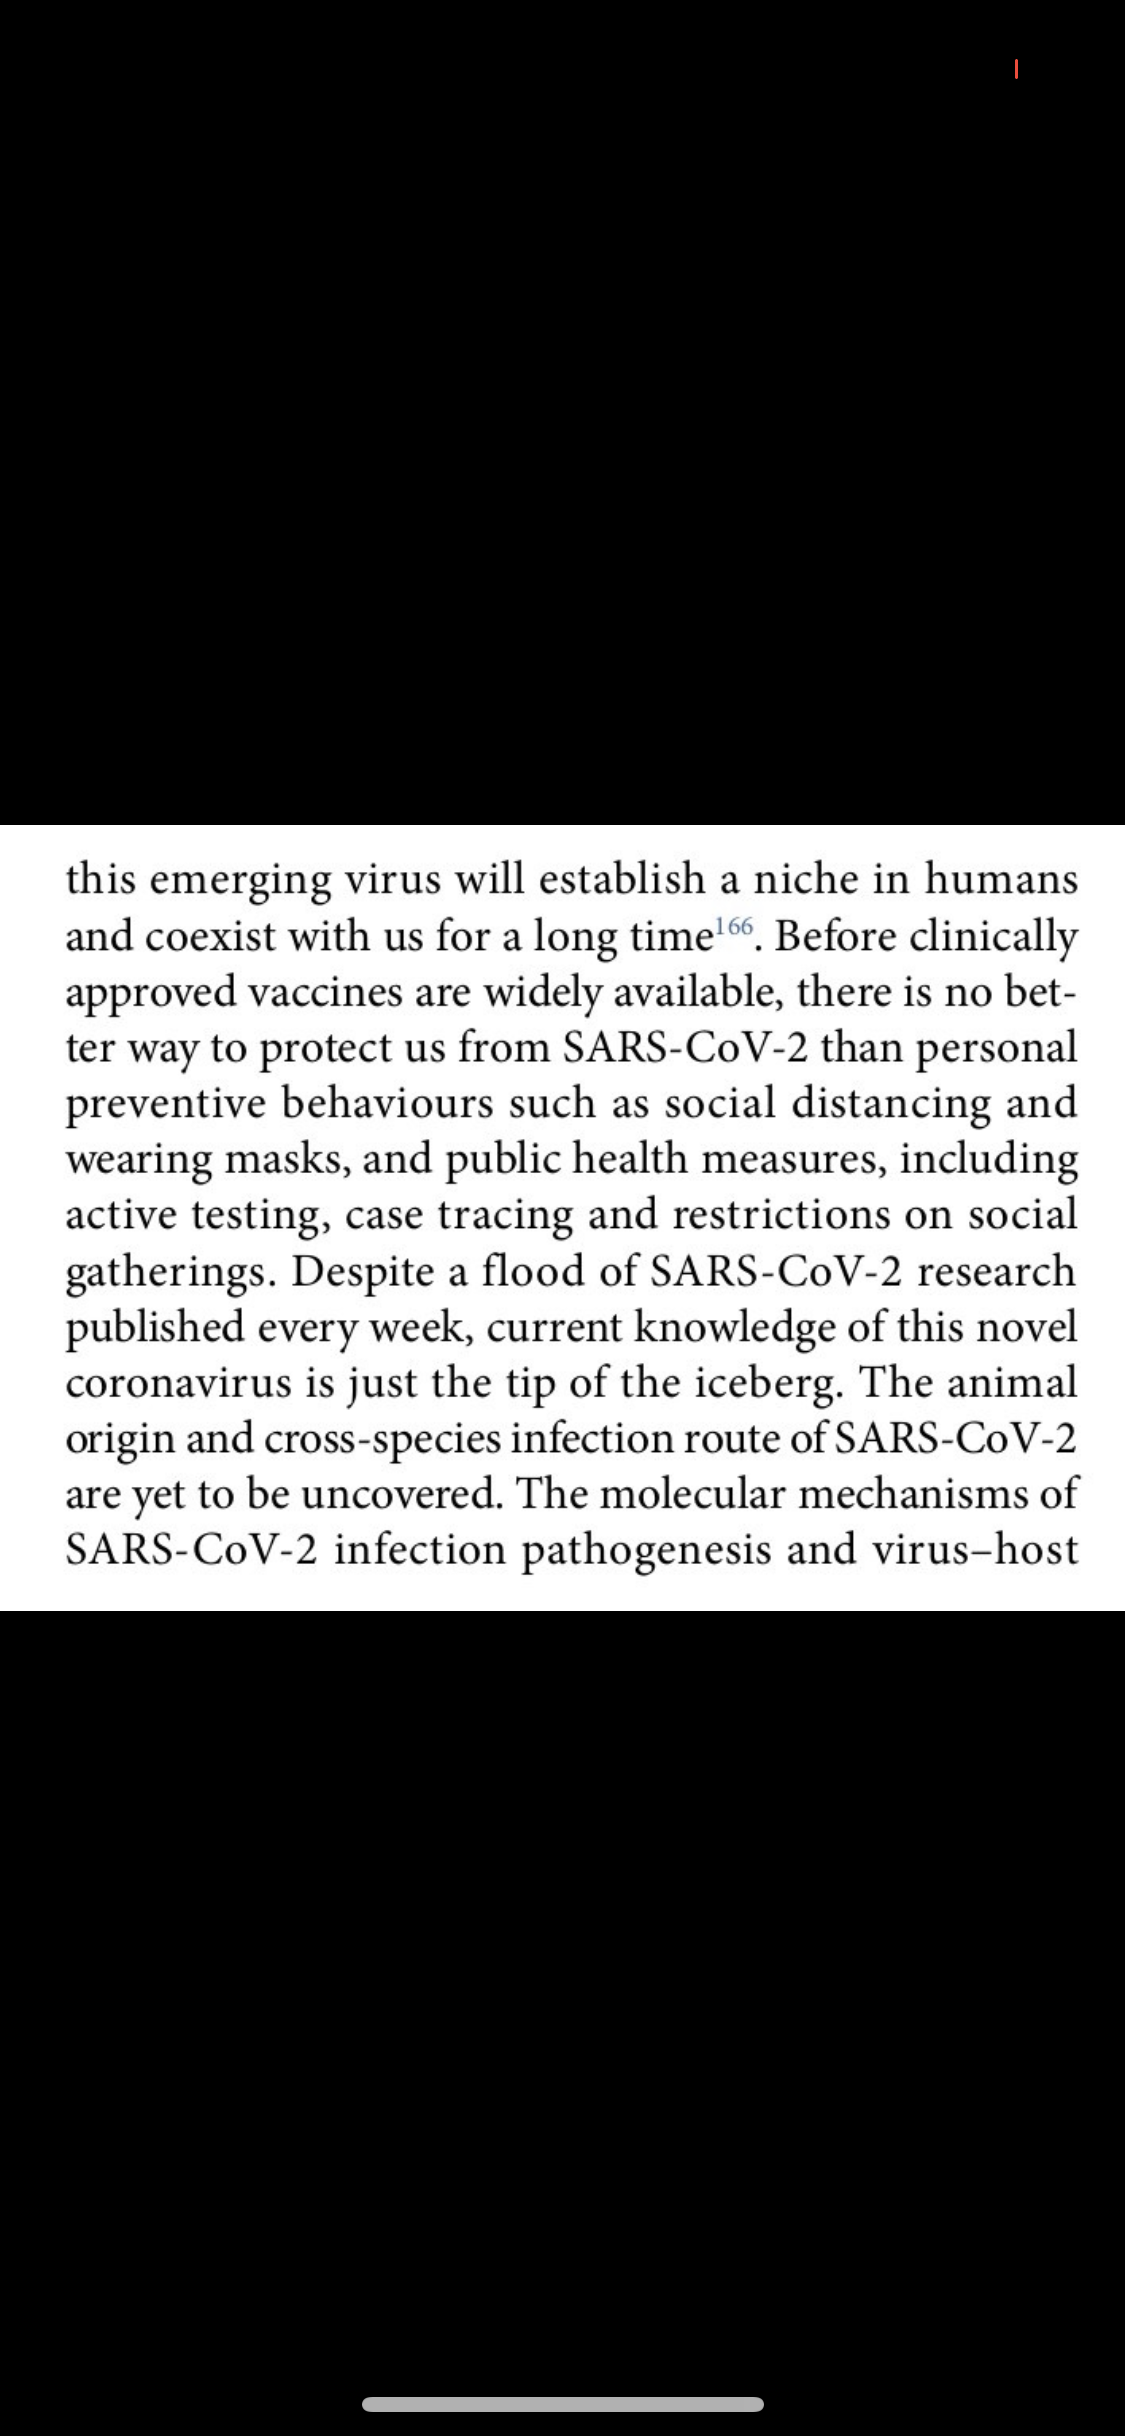 this emerging virus will establish a niche in humans
and coexist with us for a long time166. Before clinically
approved vaccines are widely available, there is no bet-
ter way to protect us from SARS-CoV-2 than personal
preventive behaviours such as social distancing and
wearing masks, and public health measures, including
active testing, case tracing and restrictions on social
gatherings. Despite a flood of SARS-CoV-2 research
published every week, current knowledge of this novel
coronavirus is just the tip of the iceberg. The animal
origin and cross-species infection route of SARS-CoV-2
are yet to be uncovered. The molecular mechanisms of
SARS-CoV-2 infection pathogenesis and virus–host